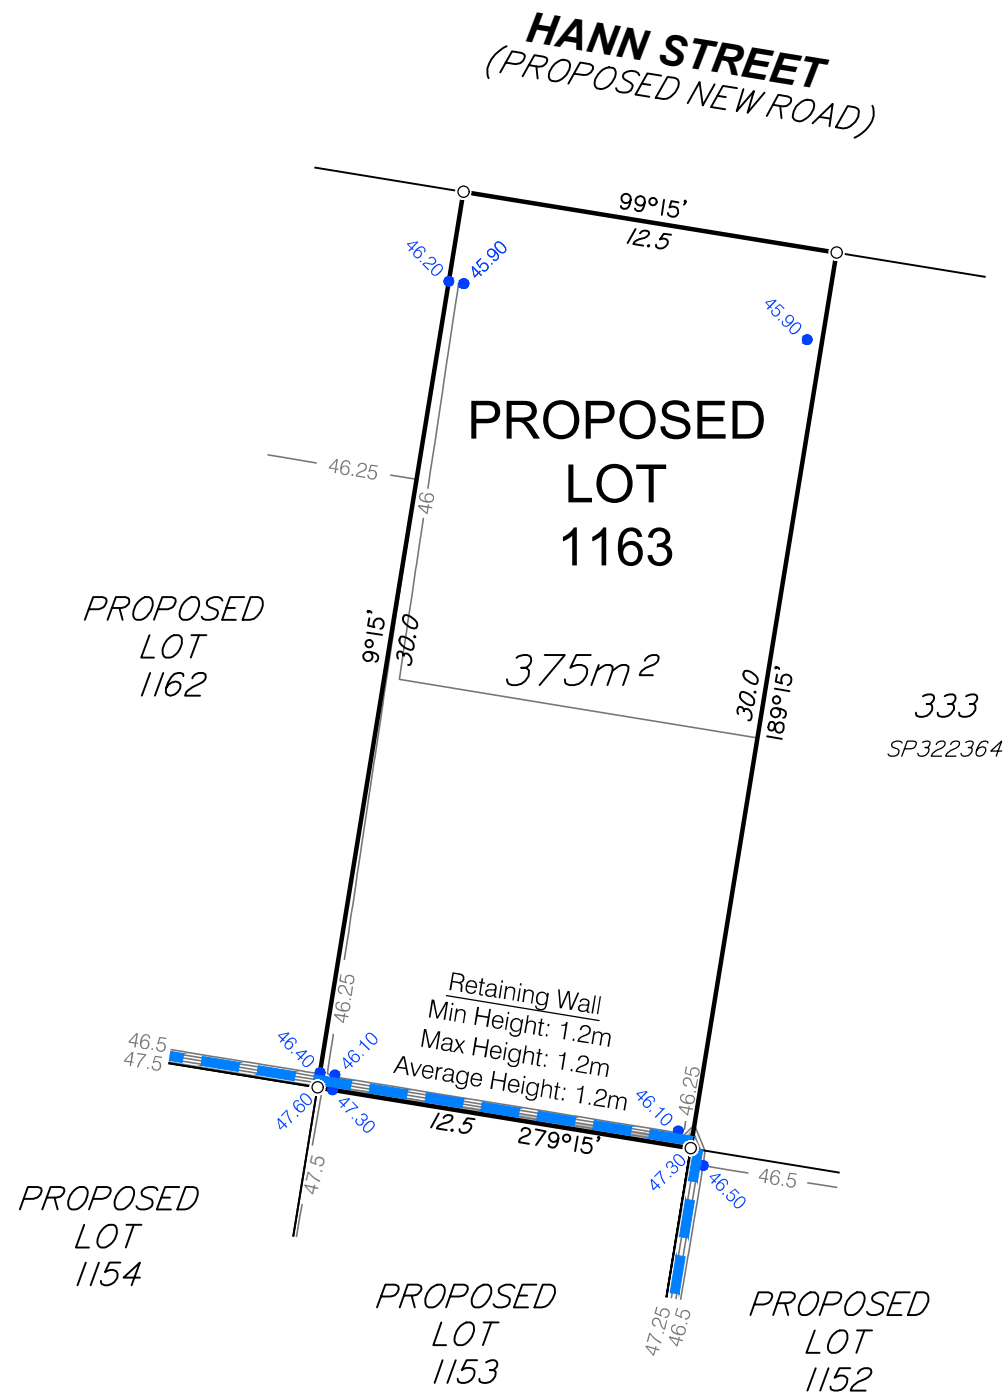 HANN STREET
(PROPOSED NEW ROAD)
99°15'
12.5
46.20
45.90
45.90
PROPOSED
LOT
1163
46.25
46
PROPOSED
LOT
1162
9°15'
30.0
375m²
30.0
189°15'
333
SP322364
Retaining Wall
Min Height: 1.2m
Max Height: 1.2m
Average Height: 1.2m
46.25
46.5
47.5
46.40
46.10
46.10
46.25
47.60
47.30
12.5
279°15'
47.30
46.50
46.5
47.5
PROPOSED
LOT
1154
PROPOSED
LOT
1153
47.25
46.5
PROPOSED
LOT
1152